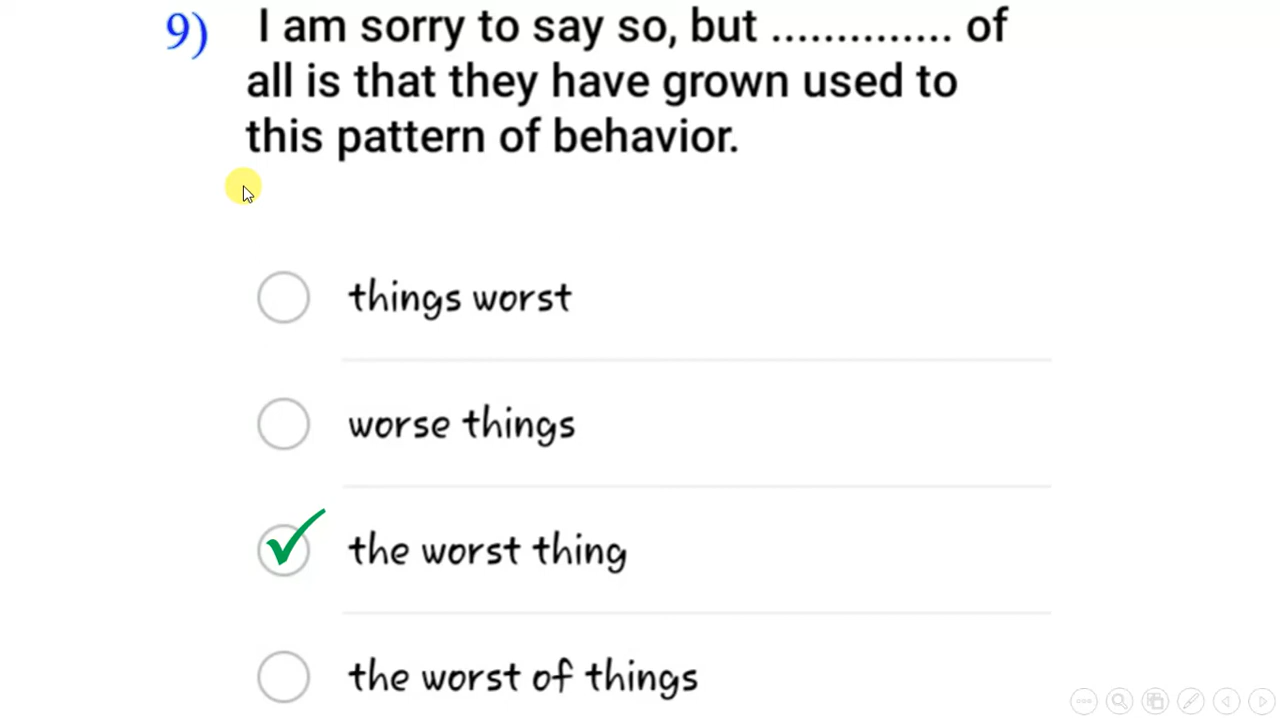 9) I am sorry to say so, but .............. of
all is that they have grown used to
this pattern of behavior.
things worst
worse things
the worst thing
the worst of things